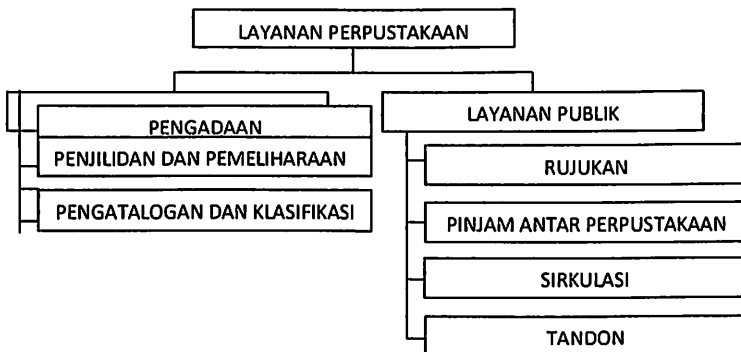 LAYANAN PERPUSTAKAAN
PENGADAAN
PENJILIDAN DAN PEMELIHARAAN
PENGATALOGAN DAN KLASIFIKASI
LAYANAN PUBLIK
RUJUKAN
PINJAM ANTAR PERPUSTAKAAN
SIRKULASI
TANDON